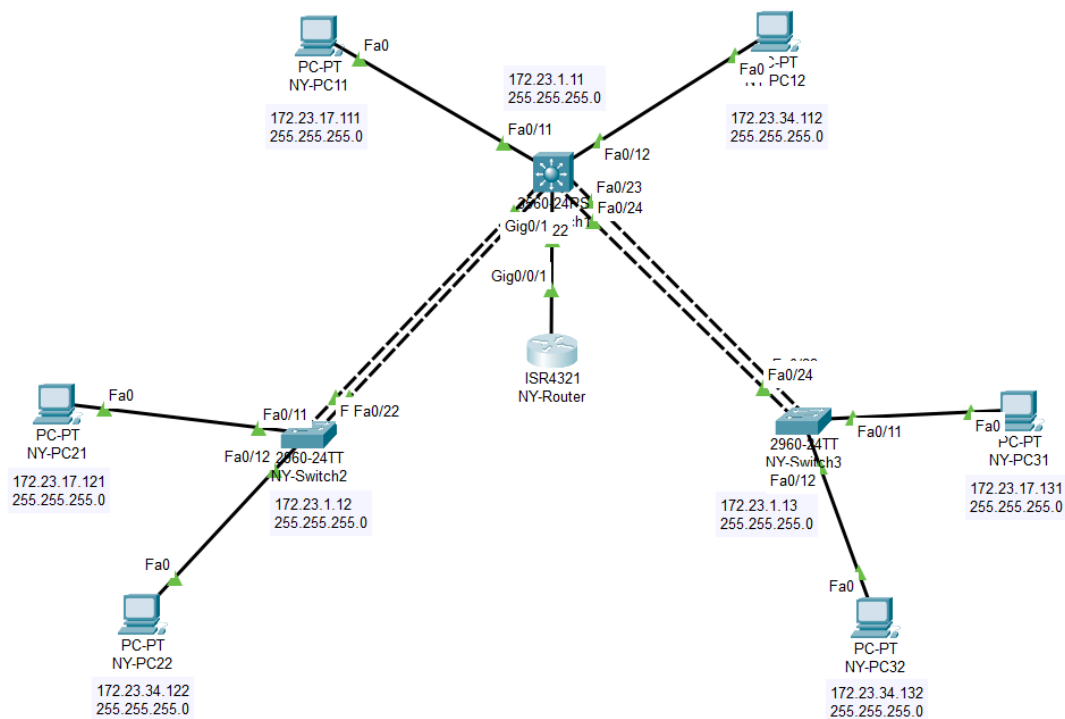 Fa0
PC-PT
NY-PC11
172.23.17.111
255.255.255.0
172.23.1.11
255.255.255.0
Fa0
PC12
172.23.34.112
255.255.255.0
Fa0/11
Fa0/12
Fa0/23
Fa0/24
Gig0/1
22
Gig0/0/1
ISR4321
NY-Router
Fa0
PC-PT
NY-PC21
172.23.17.121
255.255.255.0
Fa0/11
Fa0/22
Fa0/12
2960-24TT
NY-Switch2
172.23.1.12
255.255.255.0
Fa0
PC-PT
NY-PC22
172.23.34.122
255.255.255.0
Fa0/24
2960-24TT
NY-Switch3
Fa0/11
Fa0/12
172.23.1.13
255.255.255.0
Fa0
PC-PT
NY-PC31
172.23.17.131
255.255.255.0
Fa0
PC-PT
NY-PC32
172.23.34.132
255.255.255.0